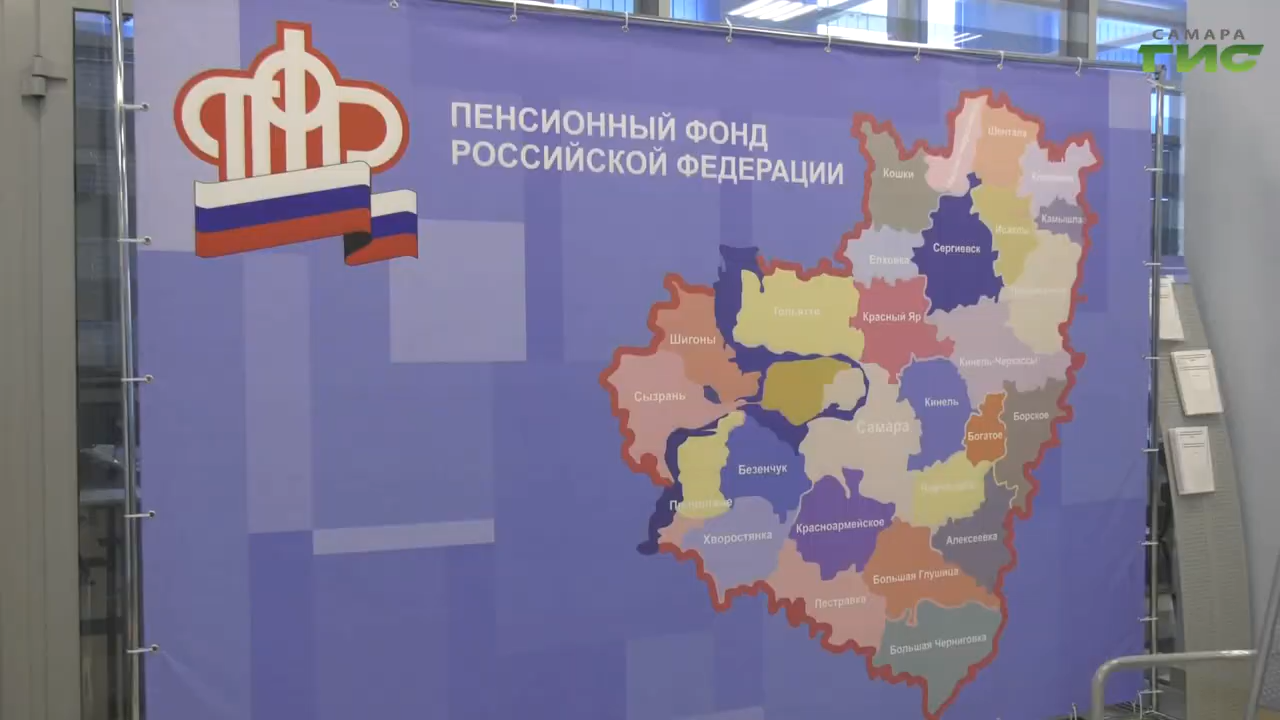 САМАРА
ГИС
ПЕНСИОННЫЙ ФОНД
РОССИЙСКОЙ ФЕДЕРАЦИИ
Шентала
Кошки
Камышла
Исаклы
Сергиевск
Елховка
Тольятти
Красный Яр
Шигоны
Кинель-Черкассы
Сызрань
Кинель
Борское
Самара
Богатое
Безенчук
Приволжье
Красноармейское
Хворостянка
Алексеевка
Большая Глушица
Пестравка
Большая Черниговка